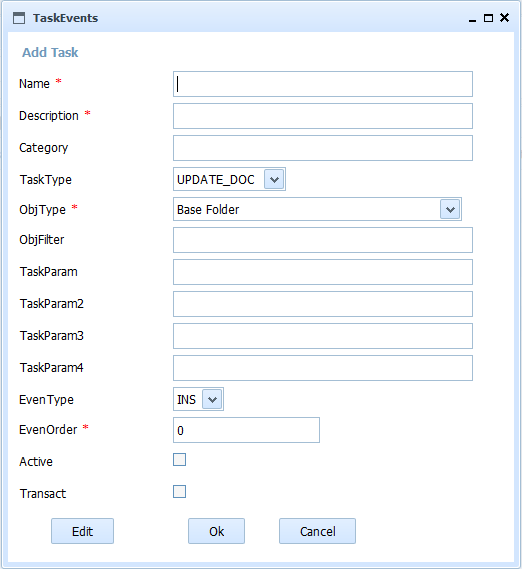 TaskEvents
Add Task
Name *
Description *
Category
TaskType UPDATE_DOC
ObjType * Base Folder
ObjFilter
TaskParam
TaskParam2
TaskParam3
TaskParam4
EvenType INS
EvenOrder * 0
Active
Transact
Edit Ok Cancel